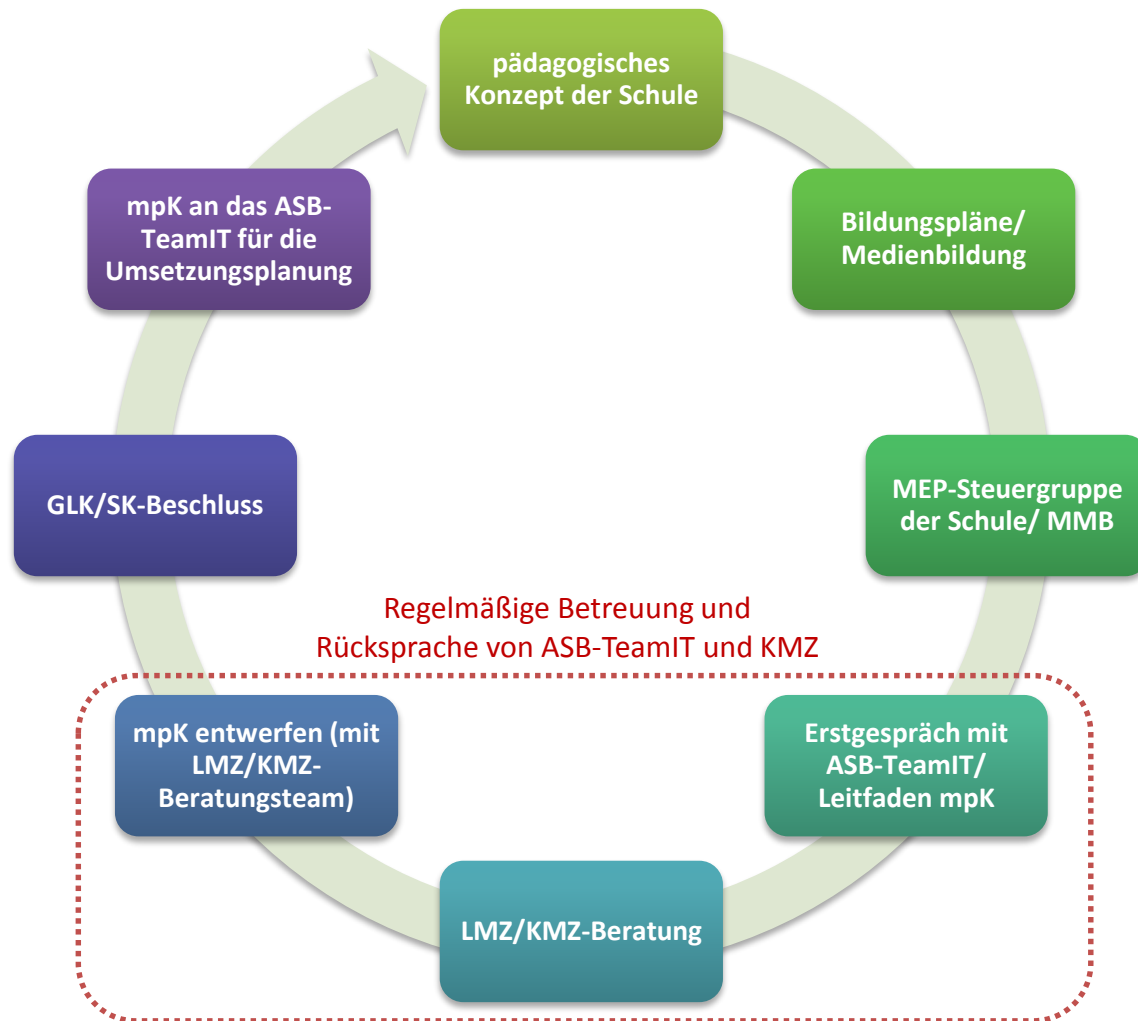 pädagogisches
Konzept der Schule
Bildungspläne/
Medienbildung
MEP-Steuergruppe
der Schule/ MMB
Erstgespräch mit
ASB-TeamIT/
Leitfaden mpK
LMZ/KMZ-Beratung
mpK entwerfen (mit
LMZ/KMZ-
Beratungsteam)
GLK/SK-Beschluss
mpK an das ASB-
TeamIT für die
Umsetzungsplanung
Regelmäßige Betreuung und
Rücksprache von ASB-TeamIT und KMZ